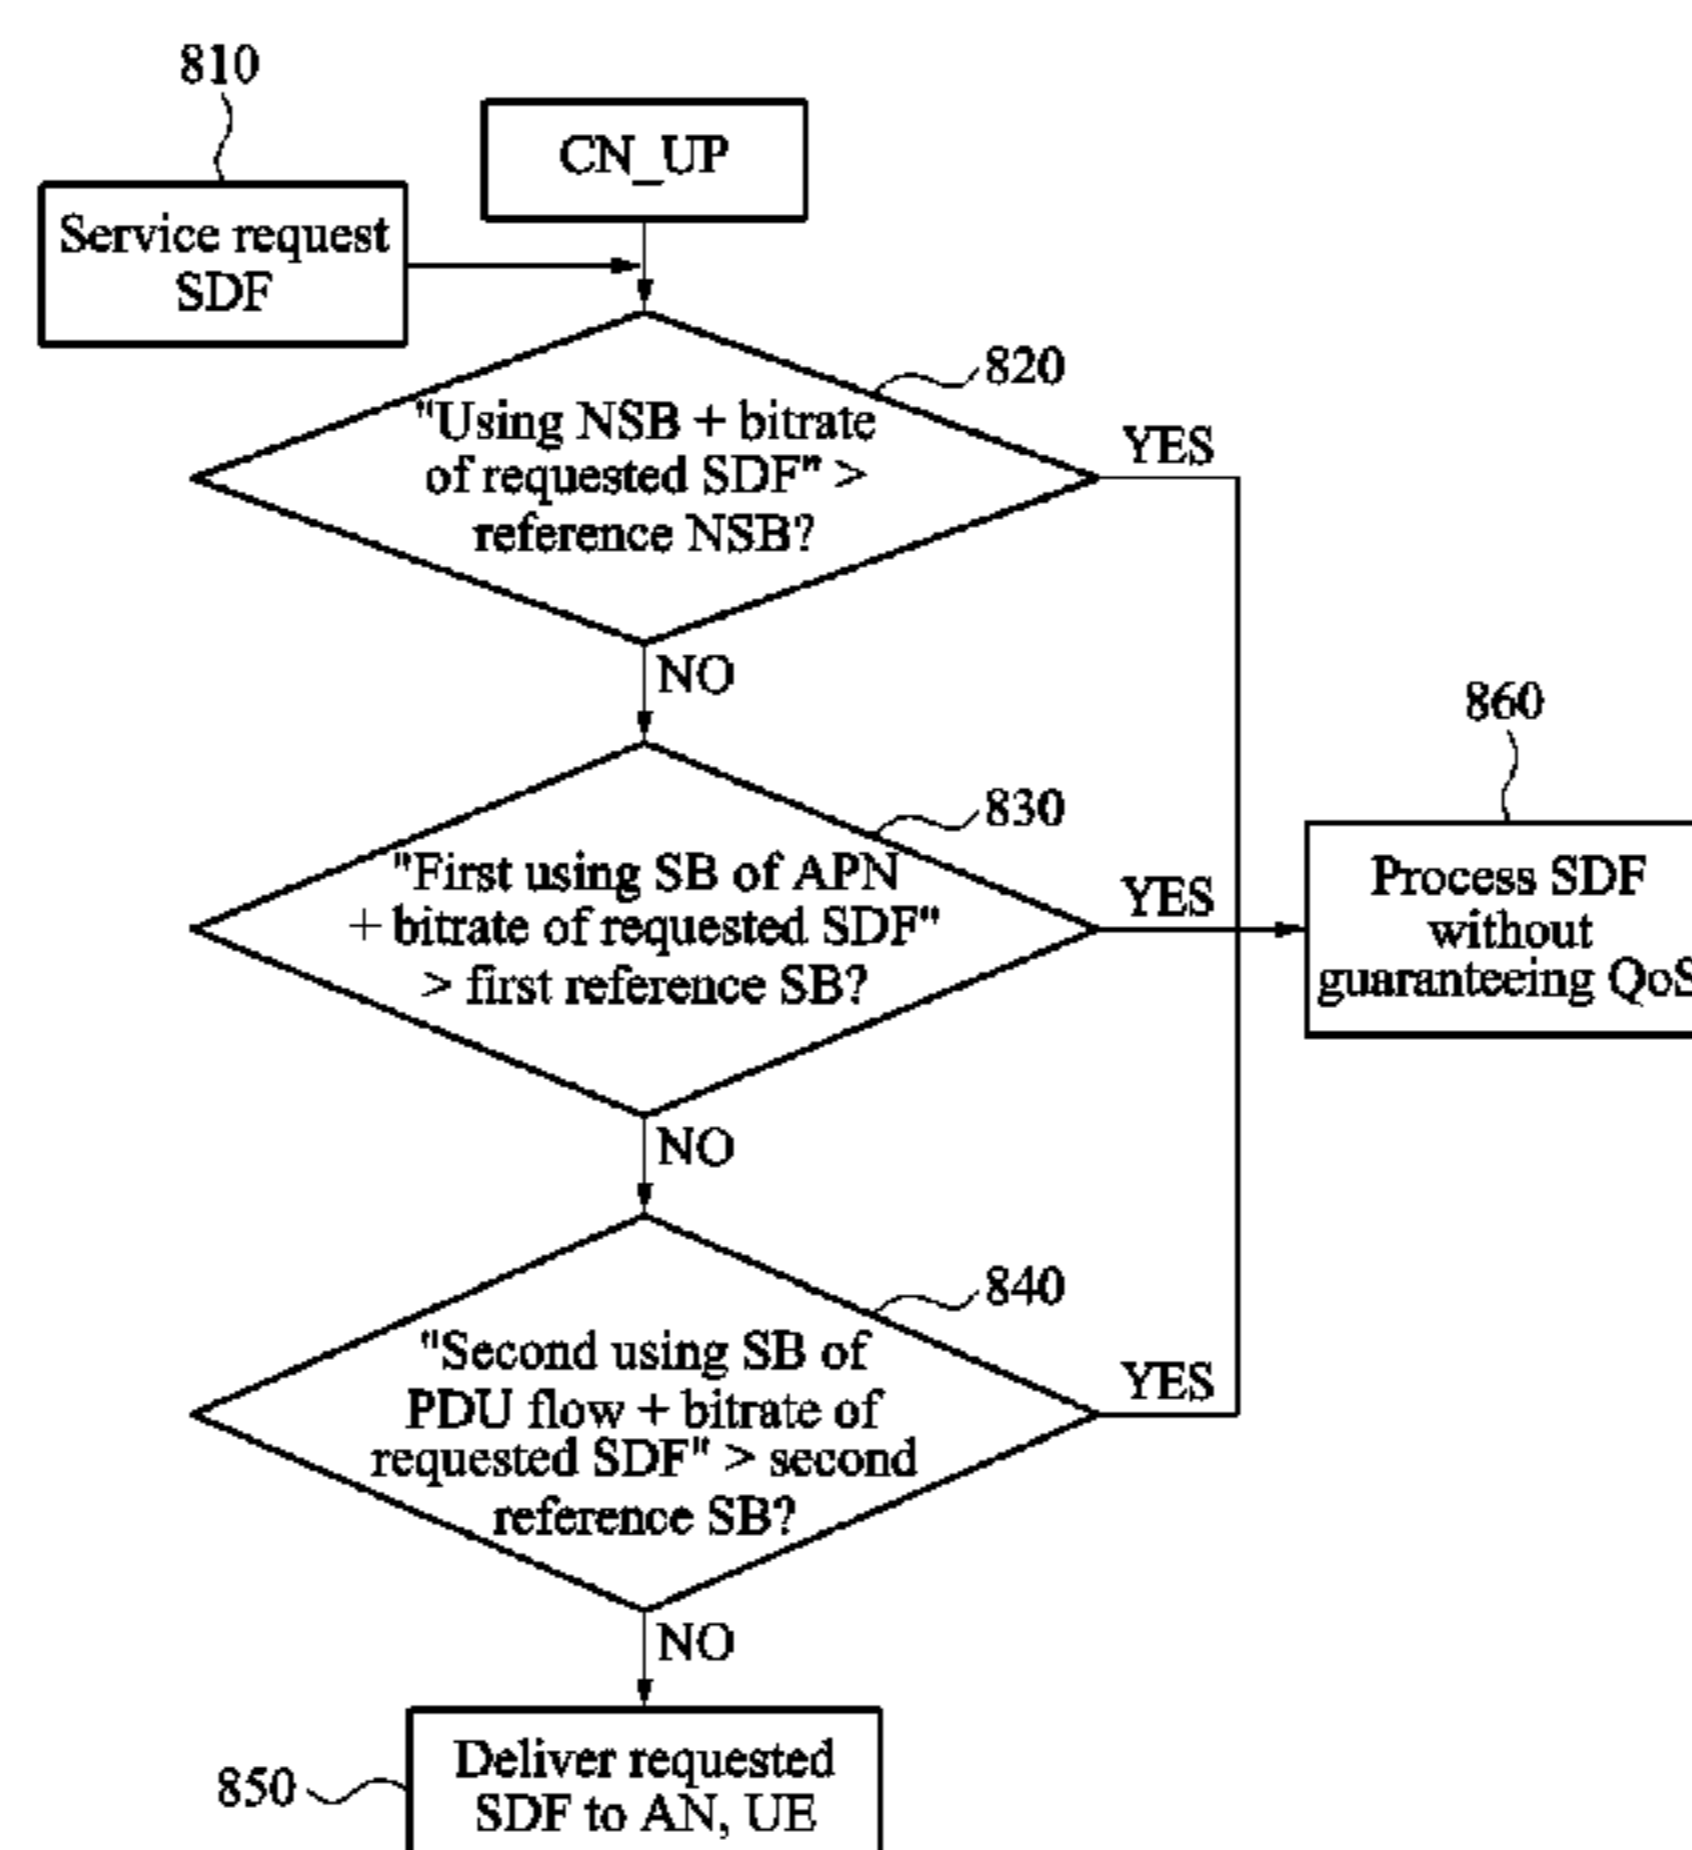 810
CN_UP
Service request
SDF
820
"Using NSB + bitrate
of requested SDF" >
reference NSB?
YES
NO
830
"First using SB of APN
+ bitrate of requested SDF"
> first reference SB?
YES
860
Process SDF
without
guaranteeing QoS
NO
840
"Second using SB of
PDU flow + bitrate of
requested SDF" > second
reference SB?
YES
NO
850
Deliver requested
SDF to AN, UE